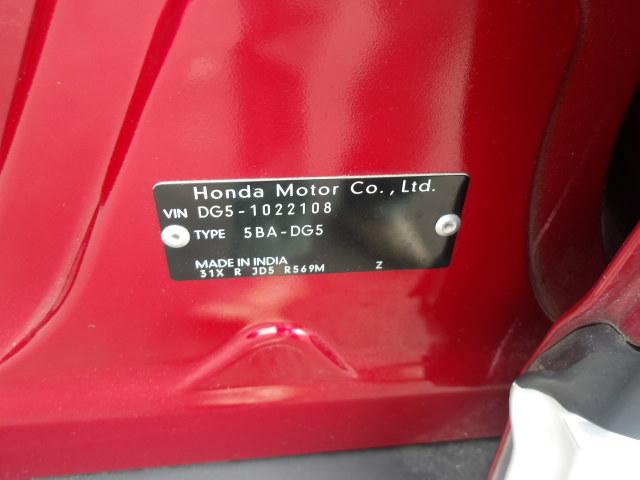 Honda Motor Co., Ltd.
VIN DG5-1022108
TYPE 5BA-DG5
MADE IN INDIA
31X R JD5 R569M Z